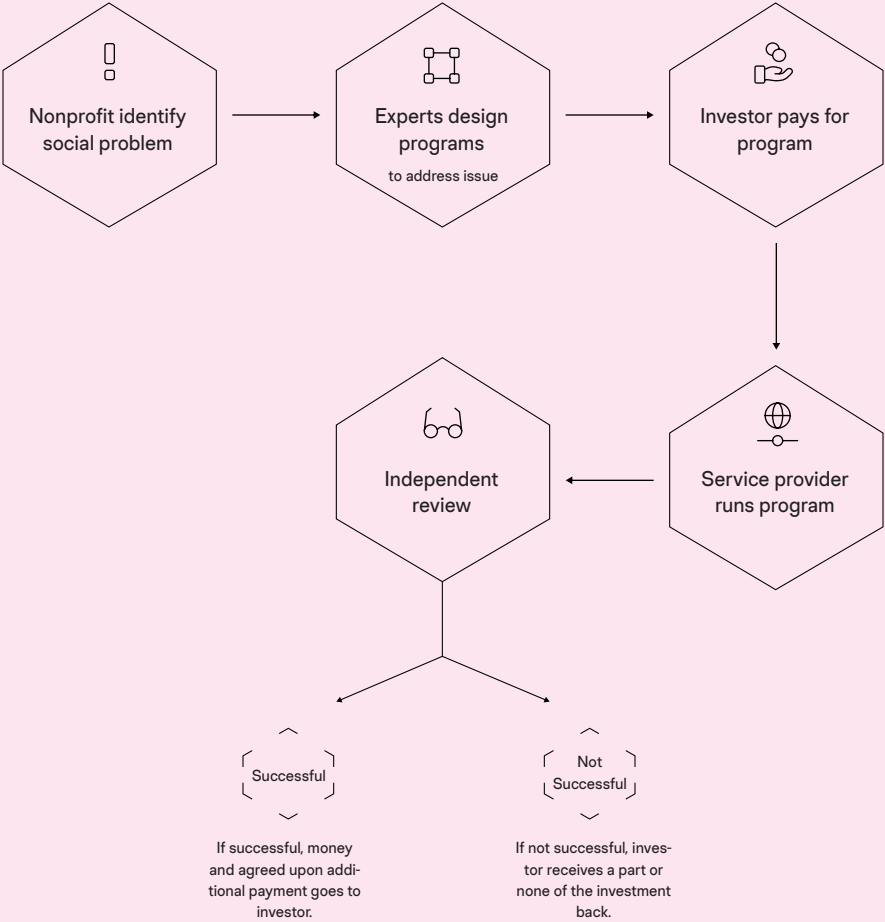 Nonprofit identify
social problem
Experts design
programs
to address issue
Investor pays for
program
Service provider
runs program
Independent
review
Successful
If successful, money
and agreed upon addi-
tional payment goes to
investor.
Not
Successful
If not successful, inves-
tor receives a part or
none of the investment
back.